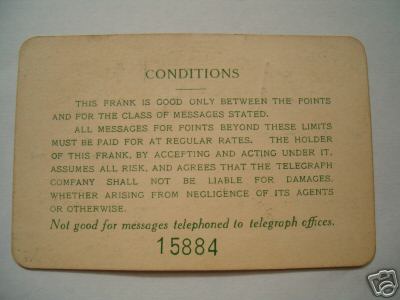 CONDITIONS
THIS FRANK IS GOOD ONLY BETWEEN THE POINTS
AND FOR THE CLASS OF MESSAGES STATED.
ALL MESSAGES FOR POINTS BEYOND THESE LIMITS
MUST BE PAID FOR AT REGULAR RATES. THE HOLDER
OF THIS FRANK, BY ACCEPTING AND ACTING UNDER IT,
ASSUMES ALL RISK, AND AGREES THAT THE TELEGRAPH
COMPANY SHALL NOT BE LIABLE FOR DAMAGES,
WHETHER ARISING FROM NEGLIGENCE OF ITS AGENTS
OR OTHERWISE.
Not good for messages telephoned to telegraph offices.
15884